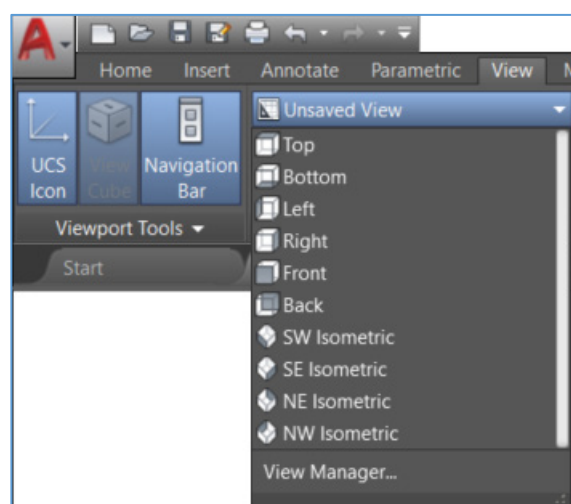 Home Insert Annotate Parametric View
UCS Icon
View Cube
Navigation Bar
Viewport Tools
Start
Unsaved View
Top
Bottom
Left
Right
Front
Back
SW Isometric
SE Isometric
NE Isometric
NW Isometric
View Manager...